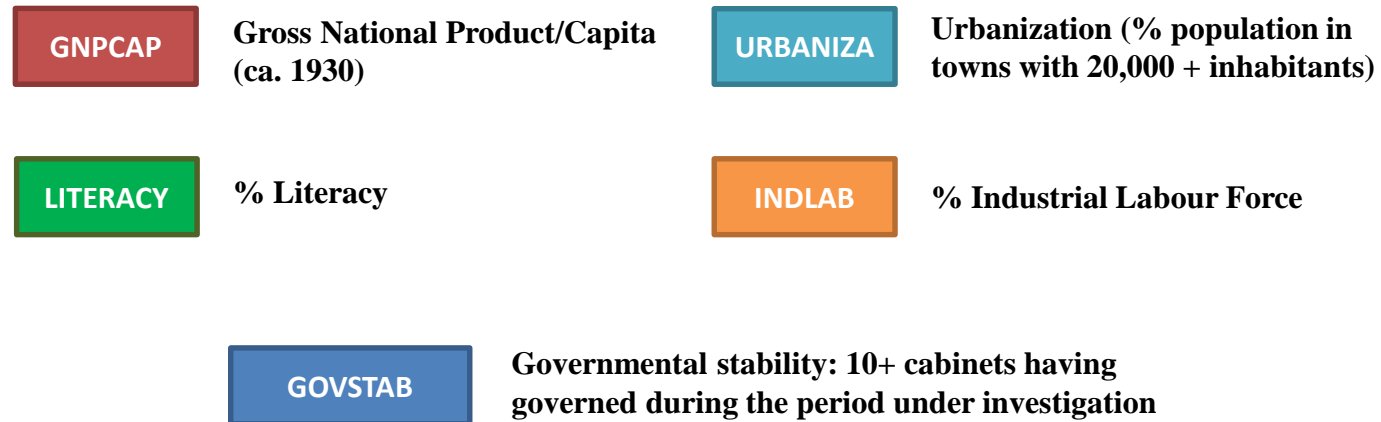 GNPCAP
Gross National Product/Capita
(ca. 1930)
URBANIZA
Urbanization (% population in
towns with 20,000 + inhabitants)
LITERACY
% Literacy
INDLAB
% Industrial Labour Force
GOVSTAB
Governmental stability: 10+ cabinets having
governed during the period under investigation